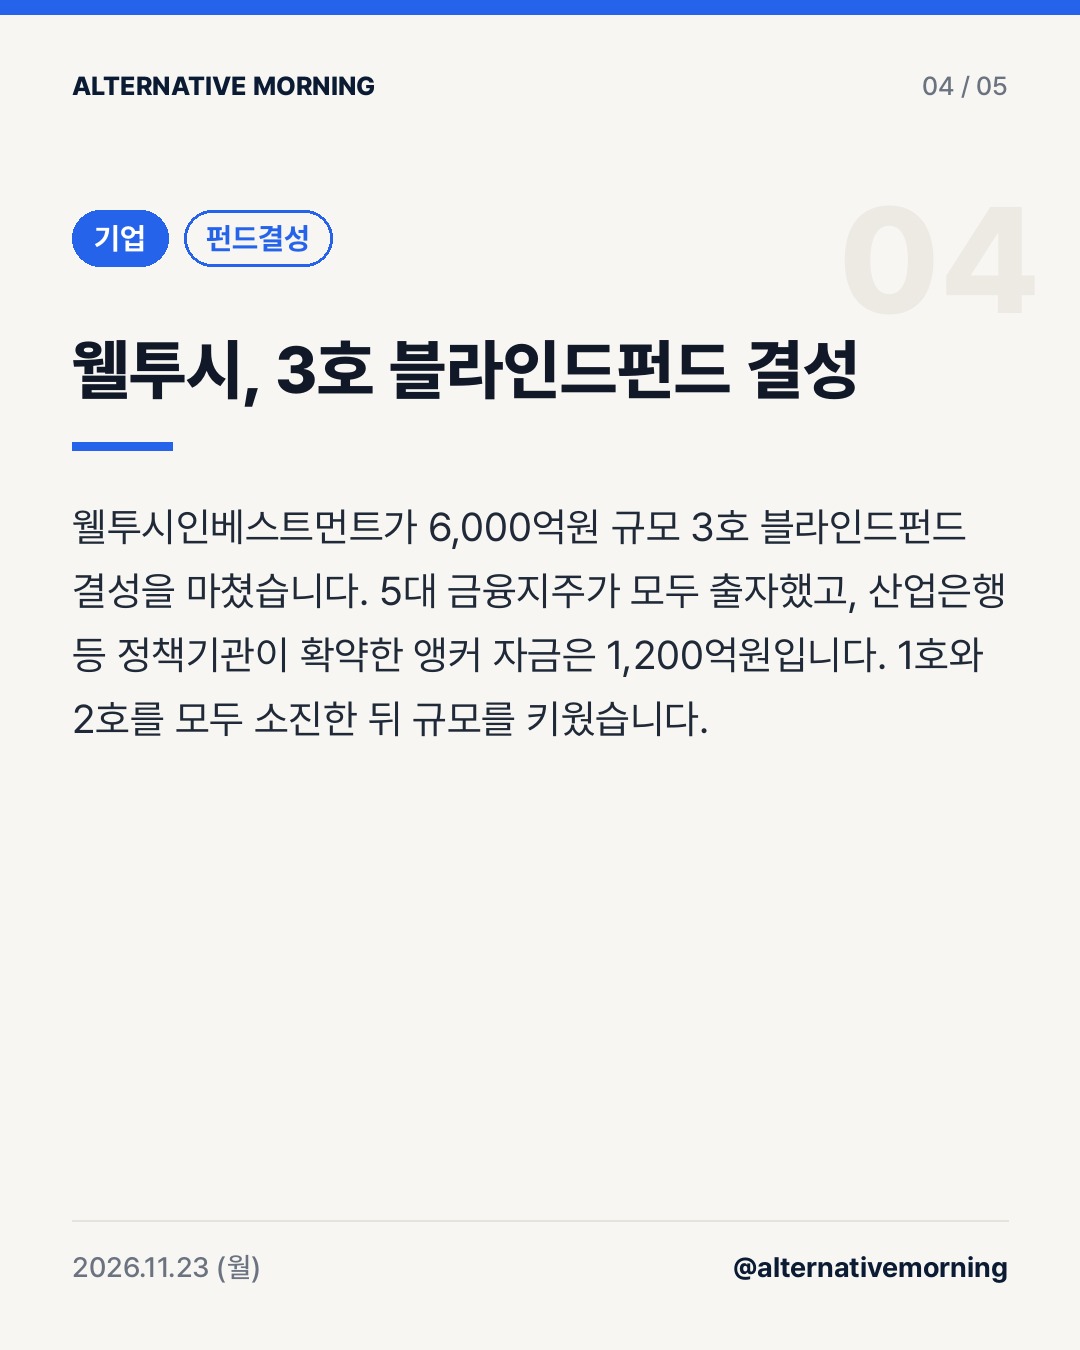 ALTERNATIVE MORNING
04 / 05
기업
펀드결성
04
웰투시, 3호 블라인드펀드 결성
웰투시인베스트먼트가 6,000억원 규모 3호 블라인드펀드
결성을 마쳤습니다. 5대 금융지주가 모두 출자했고, 산업은행
등 정책기관이 확약한 앵커 자금은 1,200억원입니다. 1호와
2호를 모두 소진한 뒤 규모를 키웠습니다.
2026.11.23 (월)
@alternativemorning